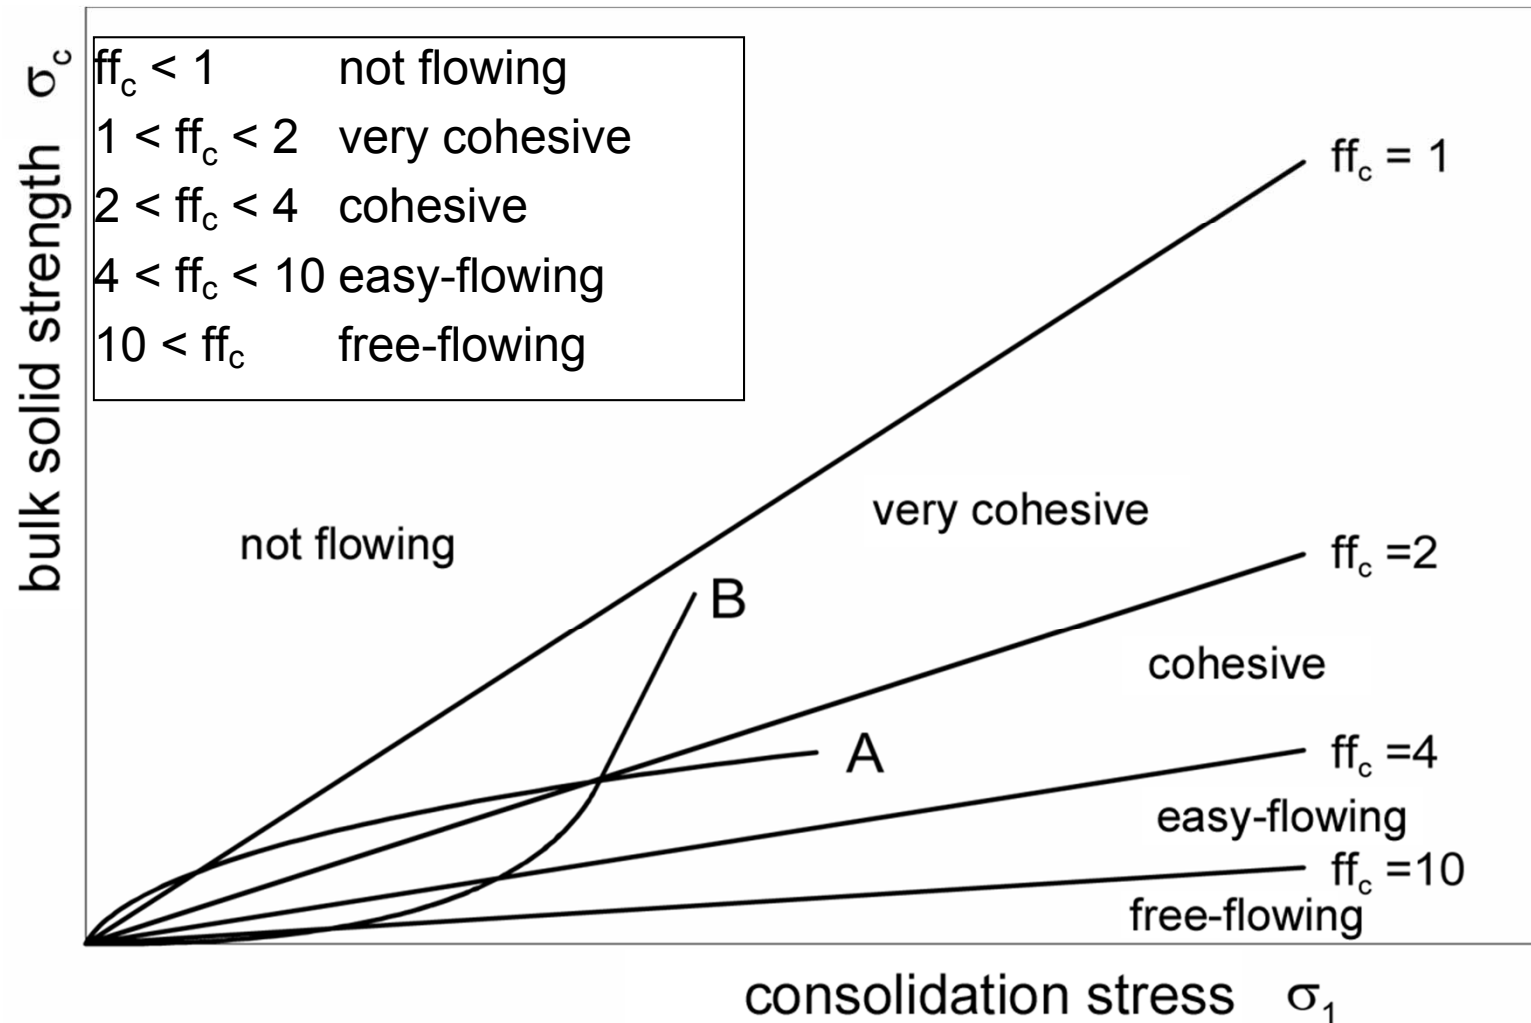 bulk solid strength σc
ffc < 1 not flowing
1 < ffc < 2 very cohesive
2 < ffc < 4 cohesive
4 < ffc < 10 easy-flowing
10 < ffc free-flowing
ffc = 1
very cohesive
not flowing
ffc =2
B
cohesive
A
ffc =4
easy-flowing
ffc =10
free-flowing
consolidation stress σ1